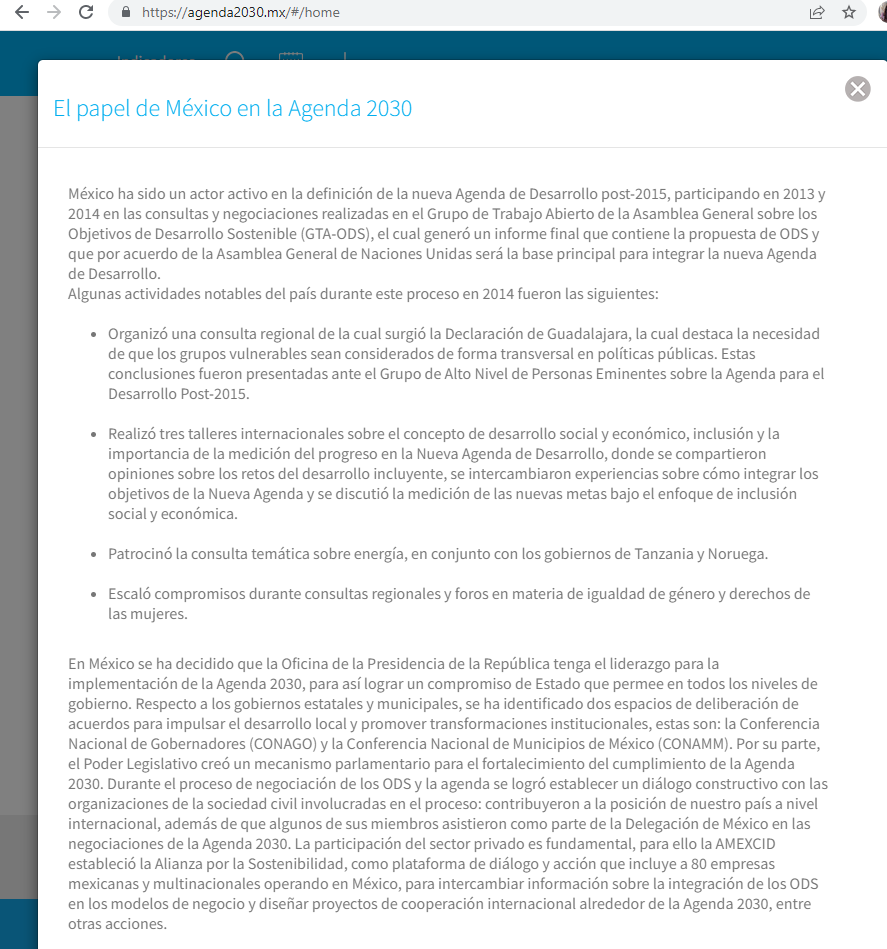 https://agenda2030.mx/#/home
El papel de México en la Agenda 2030
México ha sido un actor activo en la definición de la nueva Agenda de Desarrollo post-2015, participando en 2013 y
2014 en las consultas y negociaciones realizadas en el Grupo de Trabajo Abierto de la Asamblea General sobre los
Objetivos de Desarrollo Sostenible (GTA-ODS), el cual generó un informe final que contiene la propuesta de ODS y
que por acuerdo de la Asamblea General de Naciones Unidas será la base principal para integrar la nueva Agenda
de Desarrollo.
Algunas actividades notables del país durante este proceso en 2014 fueron las siguientes:
• Organizó una consulta regional de la cual surgió la Declaración de Guadalajara, la cual destaca la necesidad
de que los grupos vulnerables sean considerados de forma transversal en políticas públicas. Estas
conclusiones fueron presentadas ante el Grupo de Alto Nivel de Personas Eminentes sobre la Agenda para el
Desarrollo Post-2015.
• Realizó tres talleres internacionales sobre el concepto de desarrollo social y económico, inclusión y la
importancia de la medición del progreso en la Nueva Agenda de Desarrollo, donde se compartieron
opiniones sobre los retos del desarrollo incluyente, se intercambiaron experiencias sobre cómo integrar los
objetivos de la Nueva Agenda y se discutió la medición de las nuevas metas bajo el enfoque de inclusión
social y económica.
• Patrocinó la consulta temática sobre energía, en conjunto con los gobiernos de Tanzania y Noruega.
• Escaló compromisos durante consultas regionales y foros en materia de igualdad de género y derechos de
las mujeres.
En México se ha decidido que la Oficina de la Presidencia de la República tenga el liderazgo para la
implementación de la Agenda 2030, para así lograr un compromiso de Estado que permee en todos los niveles de
gobierno. Respecto a los gobiernos estatales y municipales, se ha identificado dos espacios de deliberación de
acuerdos para impulsar el desarrollo local y promover transformaciones institucionales, estas son: la Conferencia
Nacional de Gobernadores (CONAGO) y la Conferencia Nacional de Municipios de México (CONAMM). Por su parte,
el Poder Legislativo creó un mecanismo parlamentario para el fortalecimiento del cumplimiento de la Agenda
2030. Durante el proceso de negociación de los ODS y la agenda se logró establecer un diálogo constructivo con las
organizaciones de la sociedad civil involucradas en el proceso: contribuyeron a la posición de nuestro país a nivel
internacional, además de que algunos de sus miembros asistieron como parte de la Delegación de México en las
negociaciones de la Agenda 2030. La participación del sector privado es fundamental, para ello la AMEXCID
estableció la Alianza por la Sostenibilidad, como plataforma de diálogo y acción que incluye a 80 empresas
mexicanas y multinacionales operando en México, para intercambiar información sobre la integración de los ODS
en los modelos de negocio y diseñar proyectos de cooperación internacional alrededor de la Agenda 2030, entre
otras acciones.